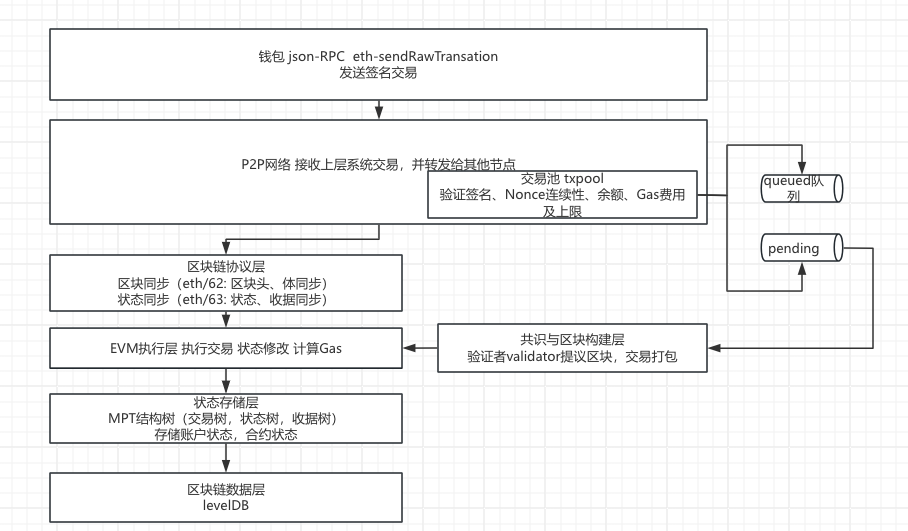 钱包 json-RPC  eth-sendRawTransation
发送签名交易
P2P网络 接收上层系统交易，并转发给其他节点
交易池 txpool
验证签名、Nonce连续性、余额、Gas费用
及上限
queued队
列
pending
区块链协议层
区块同步（eth/62: 区块头、体同步）
状态同步（eth/63: 状态、收据同步）
EVM执行层 执行交易 状态修改 计算Gas
共识与区块构建层
验证者validator提议区块，交易打包
状态存储层
MPT结构树（交易树，状态树，收据树）
存储账户状态，合约状态
区块链数据层
levelDB